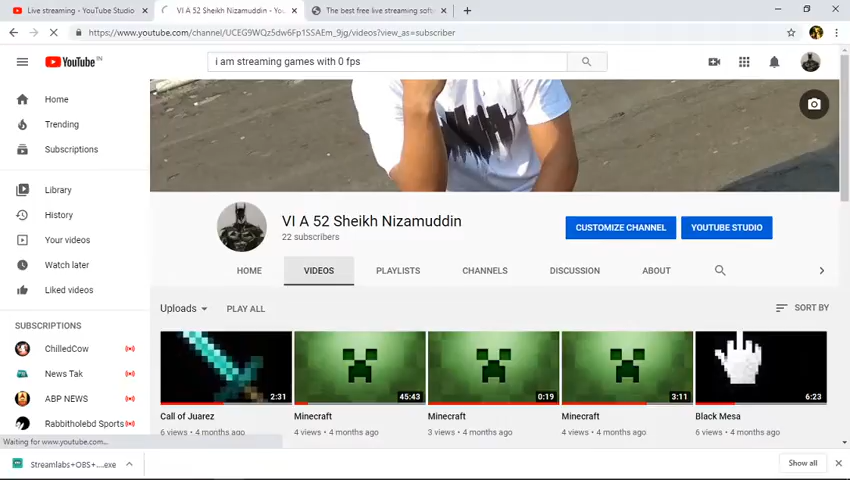 Live streaming - YouTube Studio
VI A 52 Sheikh Nizamuddin - You
The best free live streaming soft
https://www.youtube.com/channel/UCEG9WQz5dw6Fp1SSAEm_9jg/videos?view_as=subscriber
YouTube IN
i am streaming games with 0 fps
Home
Trending
Subscriptions
Library
History
Your videos
Watch later
Liked videos
SUBSCRIPTIONS
ChilledCow
News Tak
ABP NEWS
Rabbitholebd Sports
VI A 52 Sheikh Nizamuddin
22 subscribers
CUSTOMIZE CHANNEL
YOUTUBE STUDIO
HOME
VIDEOS
PLAYLISTS
CHANNELS
DISCUSSION
ABOUT
Uploads
PLAY ALL
SORT BY
2:31
45:43
0:19
3:11
6:23
Call of Juarez
Minecraft
Minecraft
Minecraft
Black Mesa
6 views • 4 months ago
4 views • 4 months ago
3 views • 4 months ago
4 views • 4 months ago
6 views • 4 months ago
Waiting for www.youtube.com...
Streamlabs+OBS+....exe
Show all